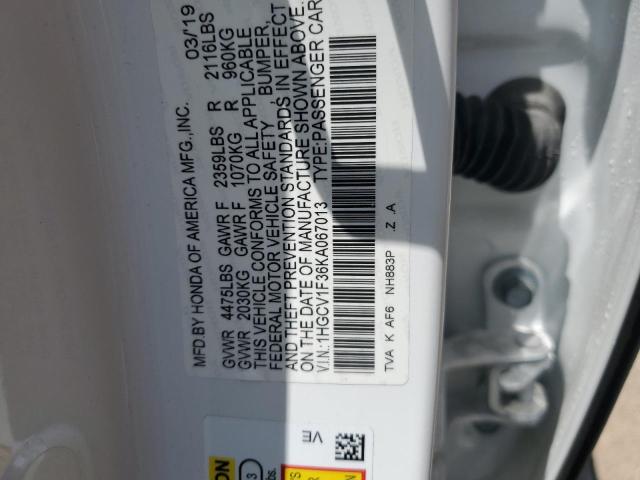 MFD.BY HONDA OF AMERICA MFG.,INC. 03/19
GVWR 4475LBS GAWR F 2359LBS R 2116LBS
GVWR 2030KG GAWR F 1070KG R 960KG
THIS VEHICLE CONFORMS TO ALL APPLICABLE
FEDERAL MOTOR VEHICLE SAFETY , BUMPER,
AND THEFT PREVENTION STANDARDS IN EFFECT
ON THE DATE OF MANUFACTURE SHOWN ABOVE.
V.I.N.:1HGCV1F36KA067013 TYPE:PASSENGER CAR
TVA K AF6 NH883P .Z .A
VE